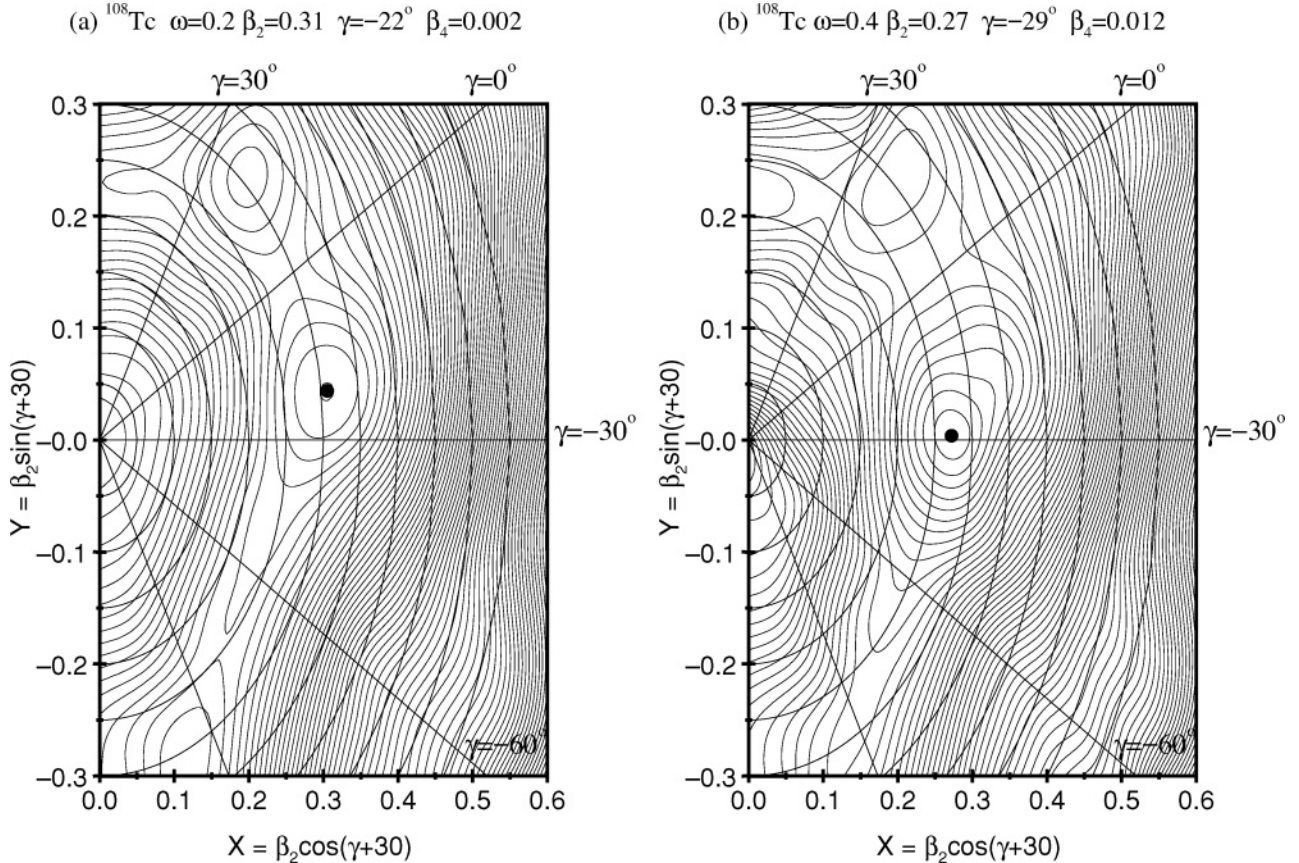 (a) ¹⁰⁸Tc ω=0.2 β₂=0.31 γ=−22° β₄=0.002
γ=30° γ=0°
0.3
0.2
0.1
−0.0
−0.1
−0.2
−0.3
Y = β₂sin(γ+30)
γ=−30°
γ=−60°
0.0 0.1 0.2 0.3 0.4 0.5 0.6
X = β₂cos(γ+30)
(b) ¹⁰⁸Tc ω=0.4 β₂=0.27 γ=−29° β₄=0.012
γ=30° γ=0°
0.3
0.2
0.1
−0.0
−0.1
−0.2
−0.3
Y = β₂sin(γ+30)
γ=−30°
γ=−60°
0.0 0.1 0.2 0.3 0.4 0.5 0.6
X = β₂cos(γ+30)